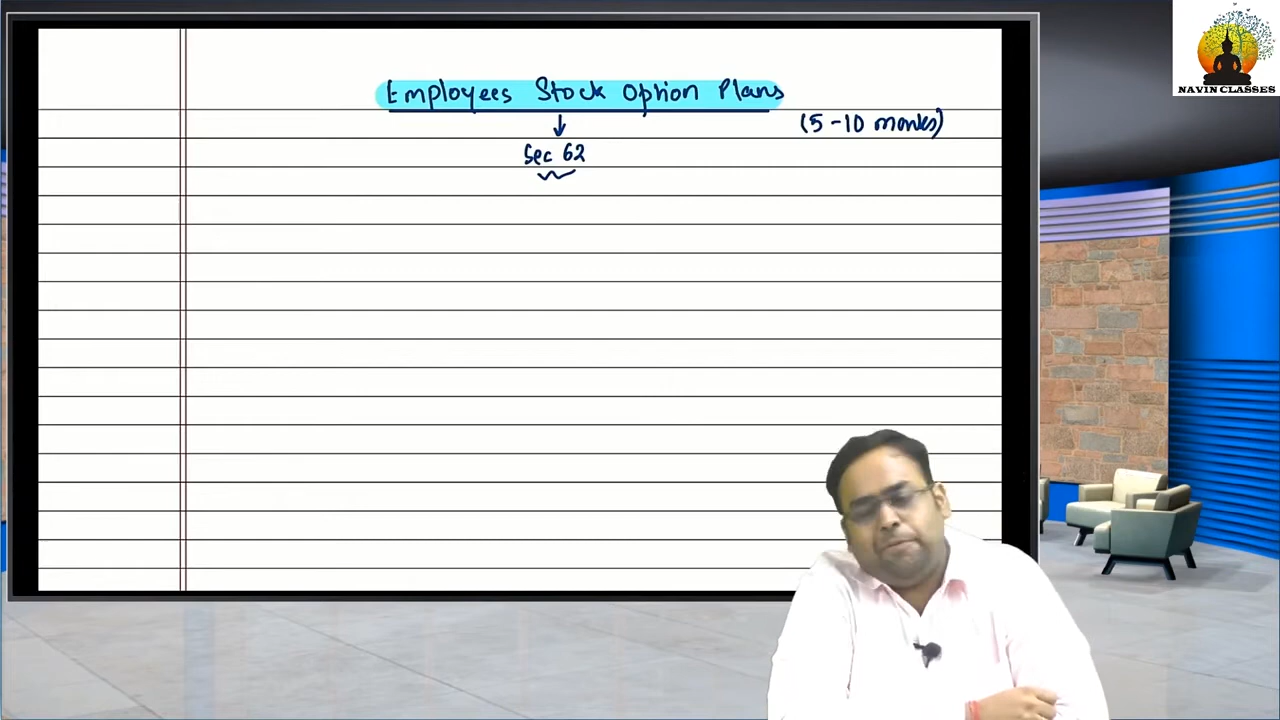 Employees Stock Option Plans
(5-10 marks)
Sec 62
NAVIN CLASSES